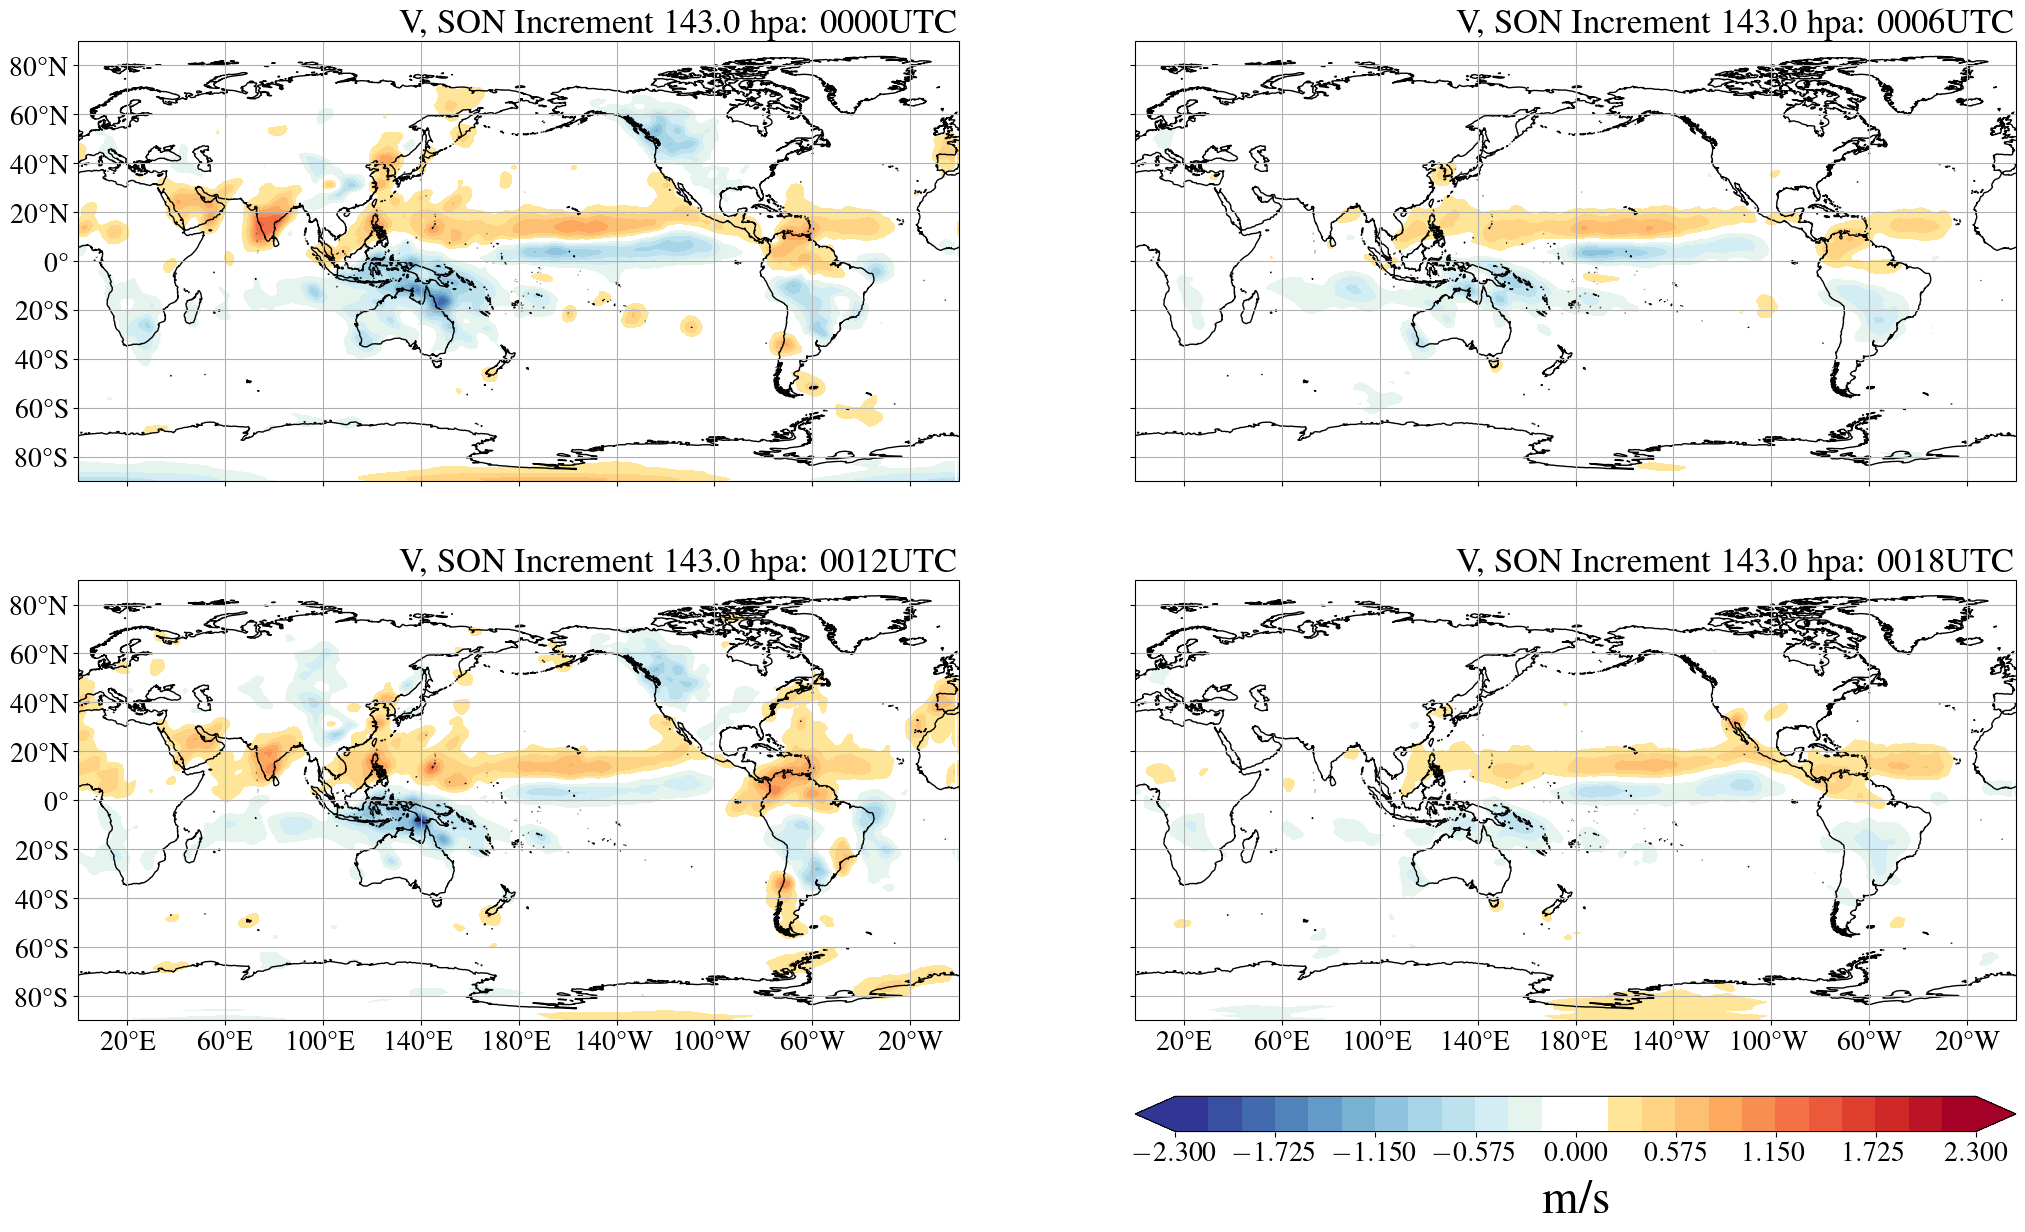 V, SON Increment 143.0 hpa: 0000UTC
V, SON Increment 143.0 hpa: 0006UTC
80°N
60°N
40°N
20°N
0°
20°S
40°S
60°S
80°S
V, SON Increment 143.0 hpa: 0012UTC
V, SON Increment 143.0 hpa: 0018UTC
80°N
60°N
40°N
20°N
0°
20°S
40°S
60°S
80°S
20°E 60°E 100°E 140°E 180°E 140°W 100°W 60°W 20°W
20°E 60°E 100°E 140°E 180°E 140°W 100°W 60°W 20°W
−2.300 −1.725 −1.150 −0.575 0.000 0.575 1.150 1.725 2.300
m/s